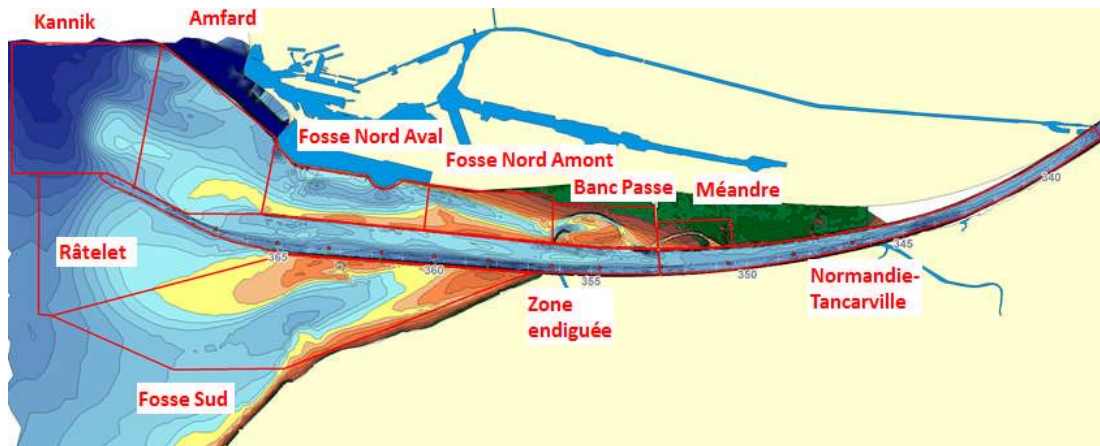 Kannik
Amfard
Fosse Nord Aval
Fosse Nord Amont
Banc Passe
Méandre
340
Râtelet
365
360
355
350
345
Normandie-
Tancarville
Zone
endiguée
Fosse Sud